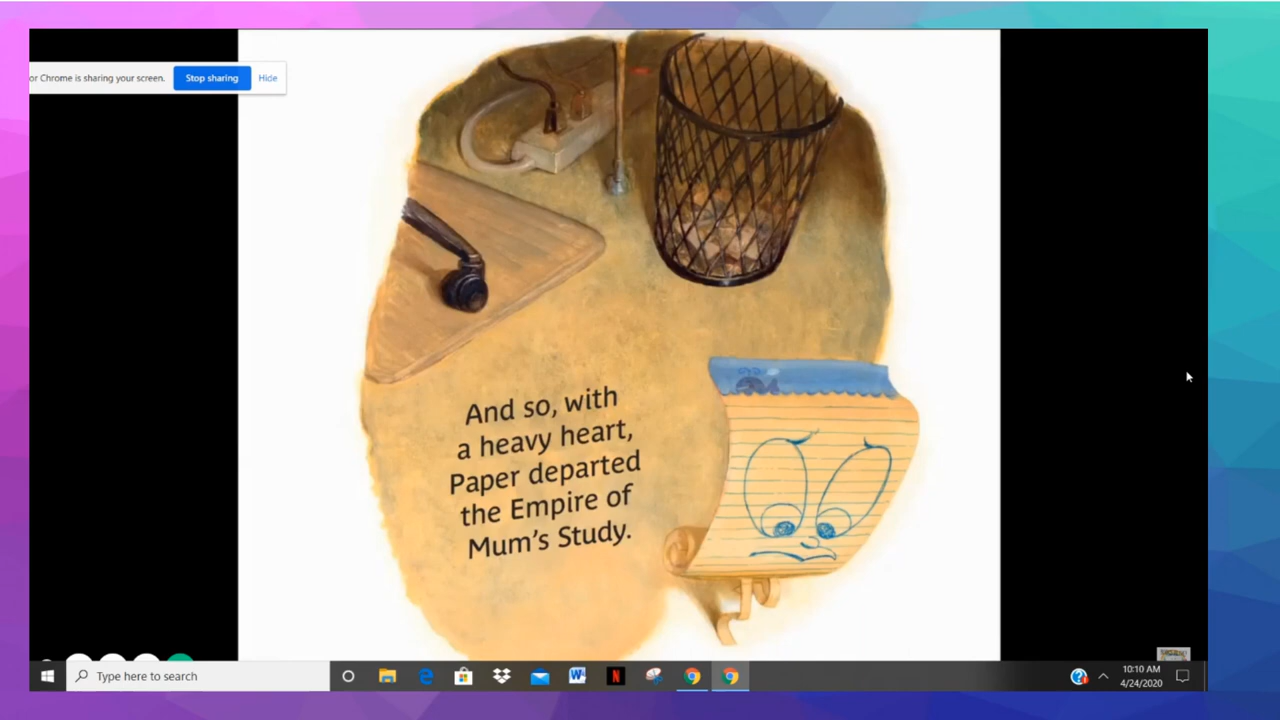 or Chrome is sharing your screen.
Stop sharing
Hide
And so, with
a heavy heart,
Paper departed
the Empire of
Mum's Study.
Type here to search
10:10 AM
4/24/2020